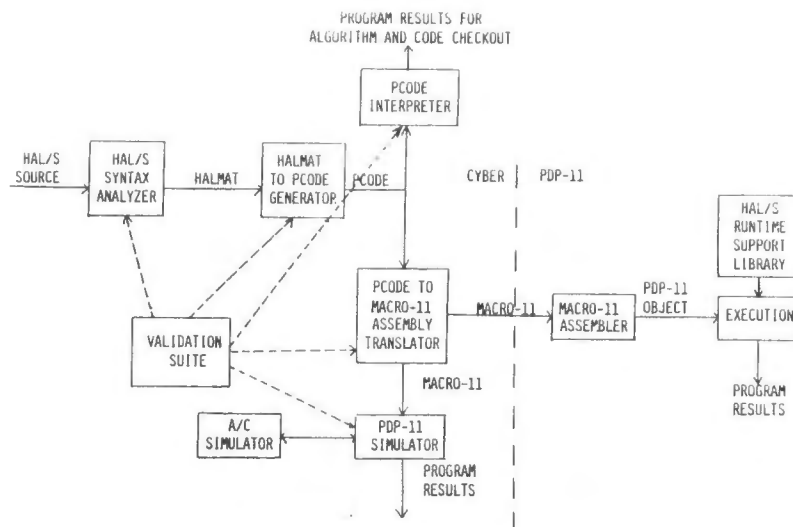 PROGRAM RESULTS FOR
ALGORITHM AND CODE CHECKOUT
PCODE
INTERPRETER
HAL/S
SOURCE
HAL/S
SYNTAX
ANALYZER
HALMAT
HALMAT
TO PCODE
GENERATOR
PCODE
CYBER
PDP-11
HAL/S
RUNTIME
SUPPORT
LIBRARY
PCODE TO
MACRO-11
ASSEMBLY
TRANSLATOR
MACRO-11
MACRO-11
ASSEMBLER
PDP-11
OBJECT
EXECUTION
VALIDATION
SUITE
MACRO-11
PROGRAM
RESULTS
A/C
SIMULATOR
PDP-11
SIMULATOR
PROGRAM
RESULTS